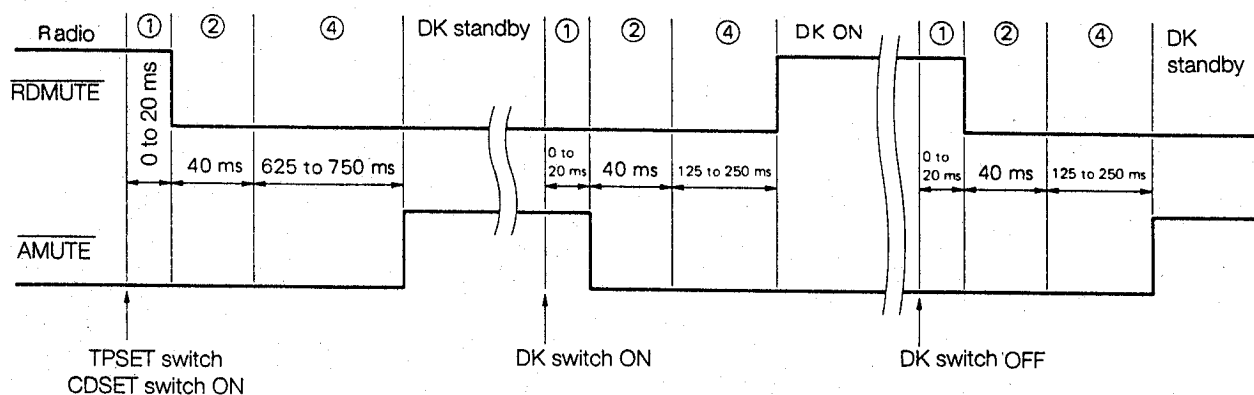 Radio ① ② ④ DK standby ① ② ④ DK ON ① ② ④ DK
standby
RDMUTE
0 to 20 ms
40 ms 625 to 750 ms
0 to
20 ms
40 ms 125 to 250 ms
0 to
20 ms
40 ms 125 to 250 ms
AMUTE
TPSET switch
CDSET switch ON
DK switch ON
DK switch OFF